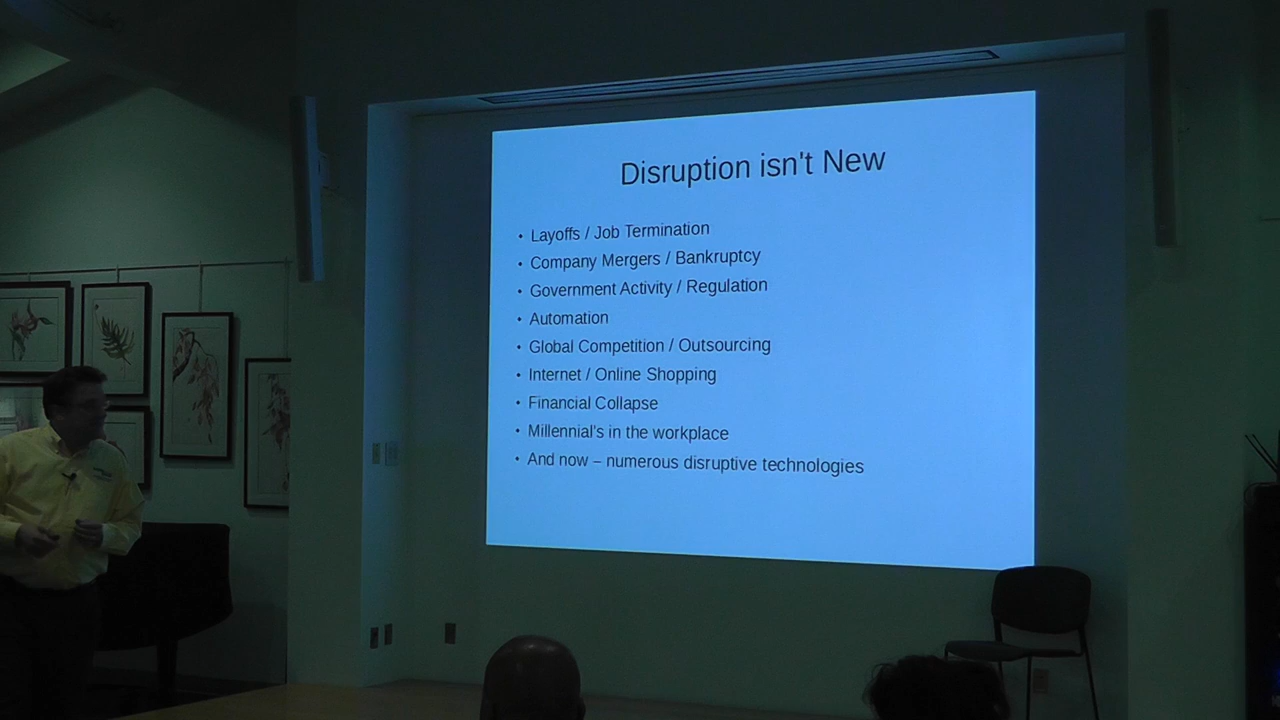 Disruption isn't New
• Layoffs / Job Termination
• Company Mergers / Bankruptcy
• Government Activity / Regulation
• Automation
• Global Competition / Outsourcing
• Internet / Online Shopping
• Financial Collapse
• Millennial's in the workplace
• And now – numerous disruptive technologies